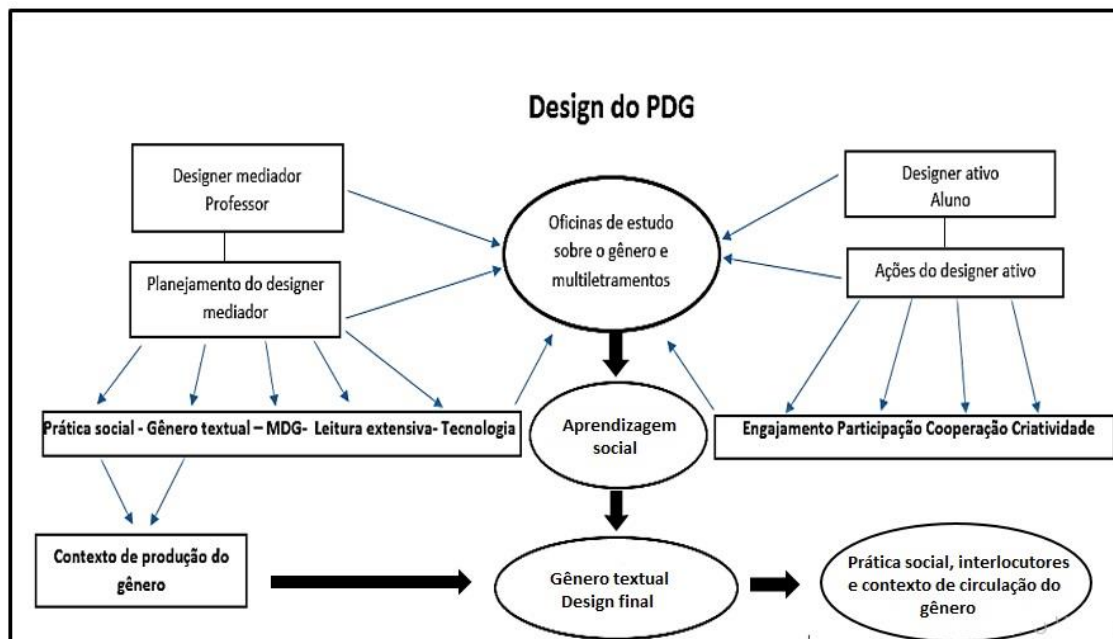 Design do PDG
Designer mediador
Professor
Designer ativo
Aluno
Oficinas de estudo
sobre o gênero e
multiletramentos
Planejamento do designer
mediador
Ações do designer ativo
Prática social - Gênero textual – MDG- Leitura extensiva- Tecnologia
Aprendizagem
social
Engajamento Participação Cooperação Criatividade
Contexto de produção do
gênero
Gênero textual
Design final
Prática social, interlocutores
e contexto de circulação do
gênero